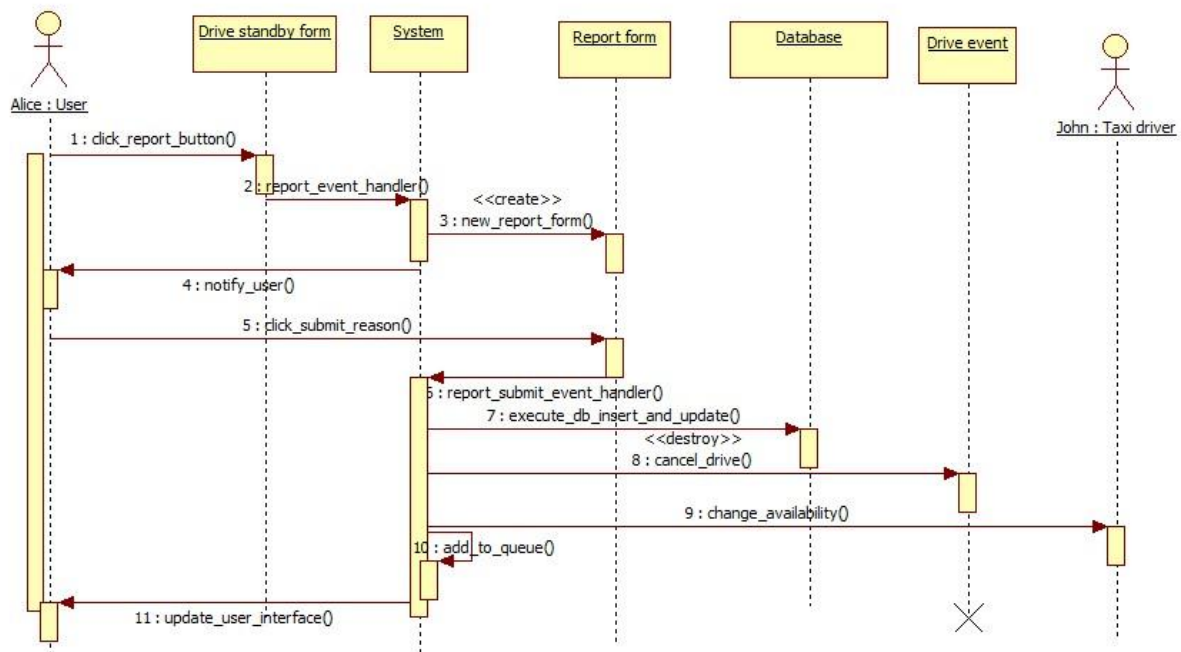 Drive standby form
System
Report form
Database
Drive event
Alice : User
John : Taxi driver
1 : click_report_button()
2 : report_event_handler()
<<create>>
3 : new_report_form()
4 : notify_user()
5 : click_submit_reason()
6 : report_submit_event_handler()
7 : execute_db_insert_and_update()
<<destroy>>
8 : cancel_drive()
9 : change_availability()
10 : add_to_queue()
11 : update_user_interface()